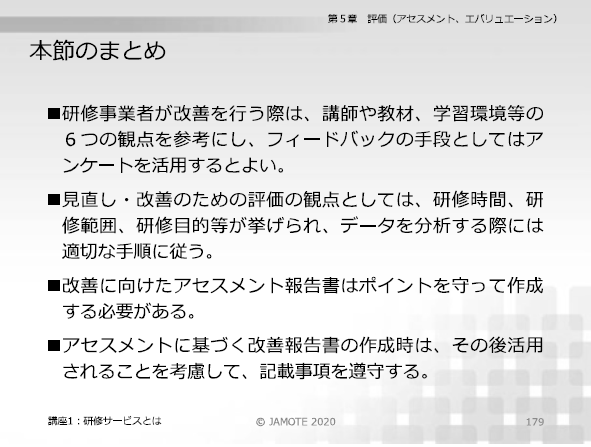 第５章　評価（アセスメント、エバリュエーション）
本節のまとめ
■研修事業者が改善を行う際は、講師や教材、学習環境等の
６つの観点を参考にし、フィードバックの手段としてはア
ンケートを活用するとよい。
■見直し・改善のための評価の観点としては、研修時間、研
修範囲、研修目的等が挙げられ、データを分析する際には
適切な手順に従う。
■改善に向けたアセスメント報告書はポイントを守って作成
する必要がある。
■アセスメントに基づく改善報告書の作成時は、その後活用
されることを考慮して、記載事項を遵守する。
講座1：研修サービスとは
© JAMOTE 2020
179